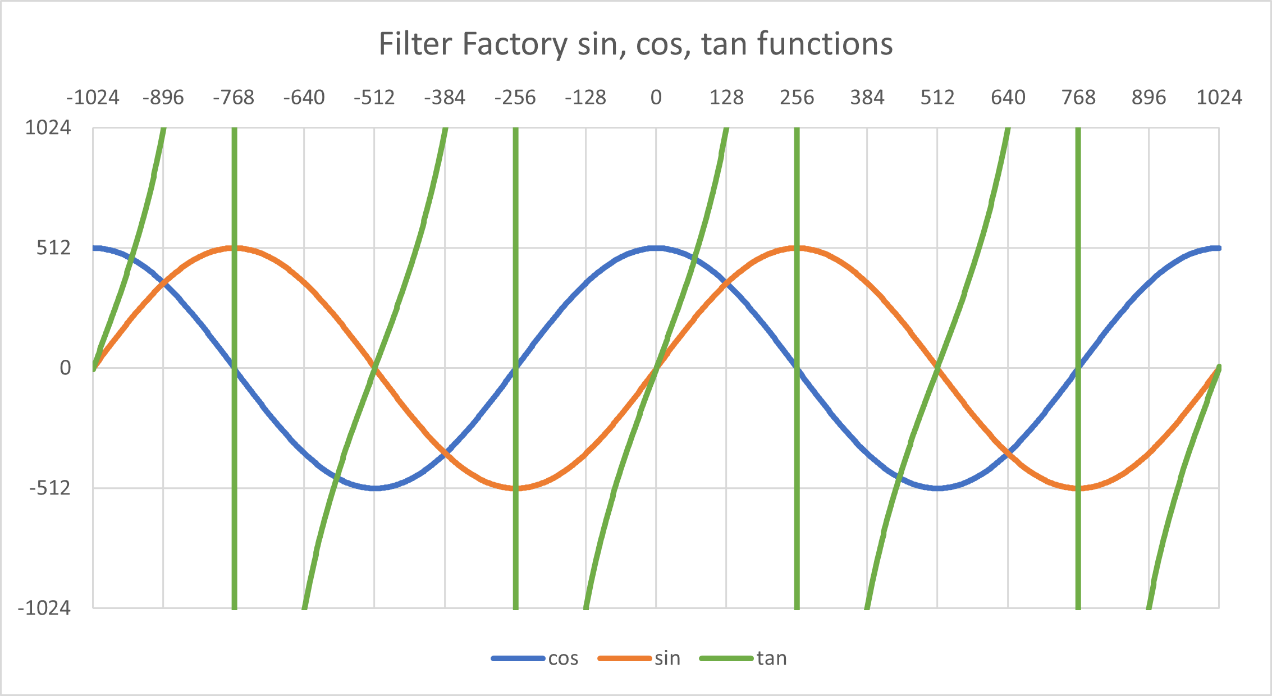 Filter Factory sin, cos, tan functions
-1024 -896 -768 -640 -512 -384 -256 -128 0 128 256 384 512 640 768 896 1024
1024
512
0
-512
-1024
cos sin tan